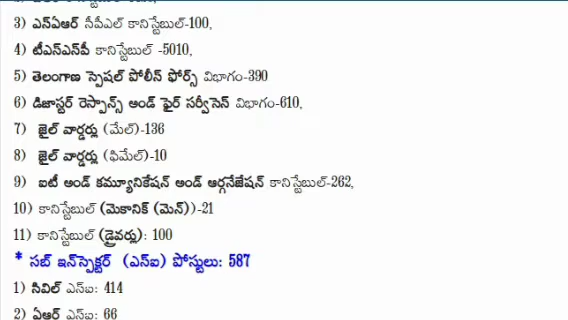 3) ఎస్ఏఆర్ సీపీఎల్ కానిస్టేబుల్-100,
4) టీఎస్ఎస్‌పీ కానిస్టేబుల్ -5010,
5) తెలంగాణ స్పెషల్ పోలీస్ ఫోర్స్ విభాగం-390
6) డిజాస్టర్ రెస్పాన్స్ అండ్ ఫైర్ సర్వీసెస్ విభాగం-610,
7) జైల్ వార్డర్లు (మేల్)-136
8) జైల్ వార్డర్లు (ఫిమేల్)-10
9) ఐటీ అండ్ కమ్యూనికేషన్ అండ్ ఆర్గనేజేషన్ కానిస్టేబుల్-262,
10) కానిస్టేబుల్ (మెకానిక్ (మెన్))-21
11) కానిస్టేబుల్ (డ్రైవర్లు): 100
* సబ్ ఇన్‌స్పెక్టర్ (ఎస్ఐ) పోస్టులు: 587
1) సివిల్ ఎస్ఐ: 414
2) ఏఆర్ ఎస్ఐ: 66